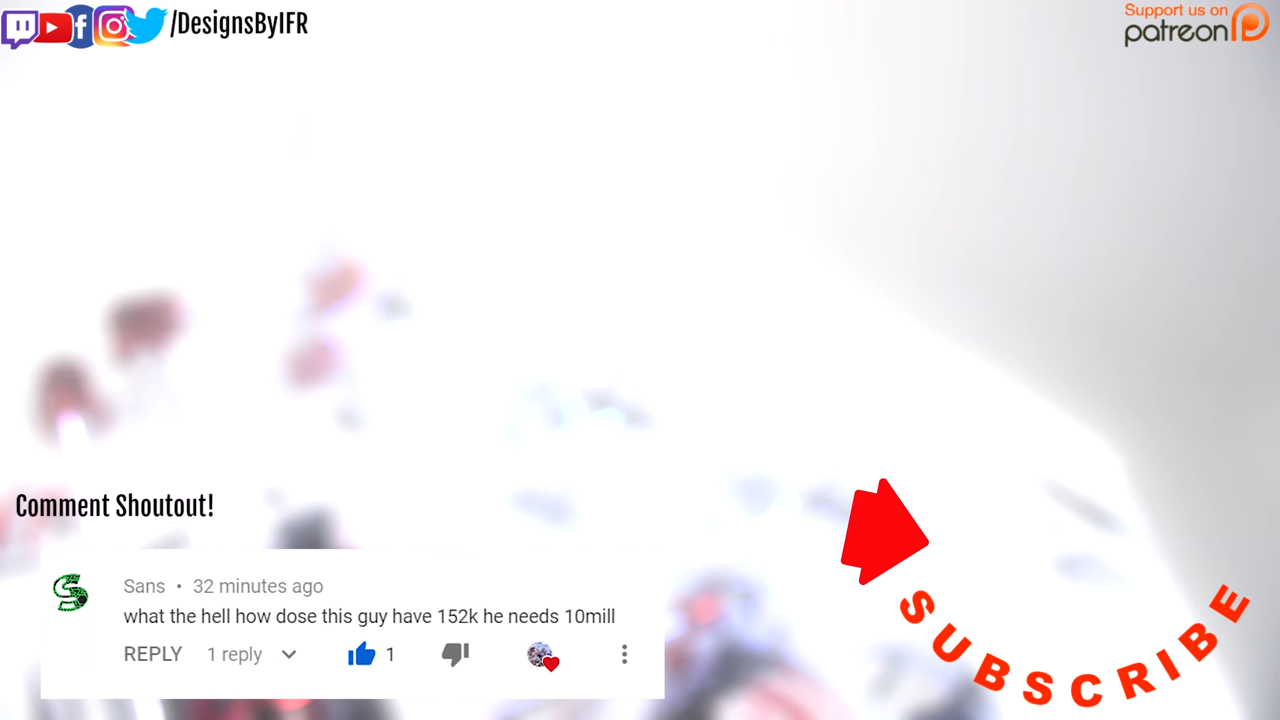 /DesignsByIFR
Support us on
patreon
Comment Shoutout!
Sans • 32 minutes ago
what the hell how dose this guy have 152k he needs 10mill
REPLY 1 reply 1
SUBSCRIBE